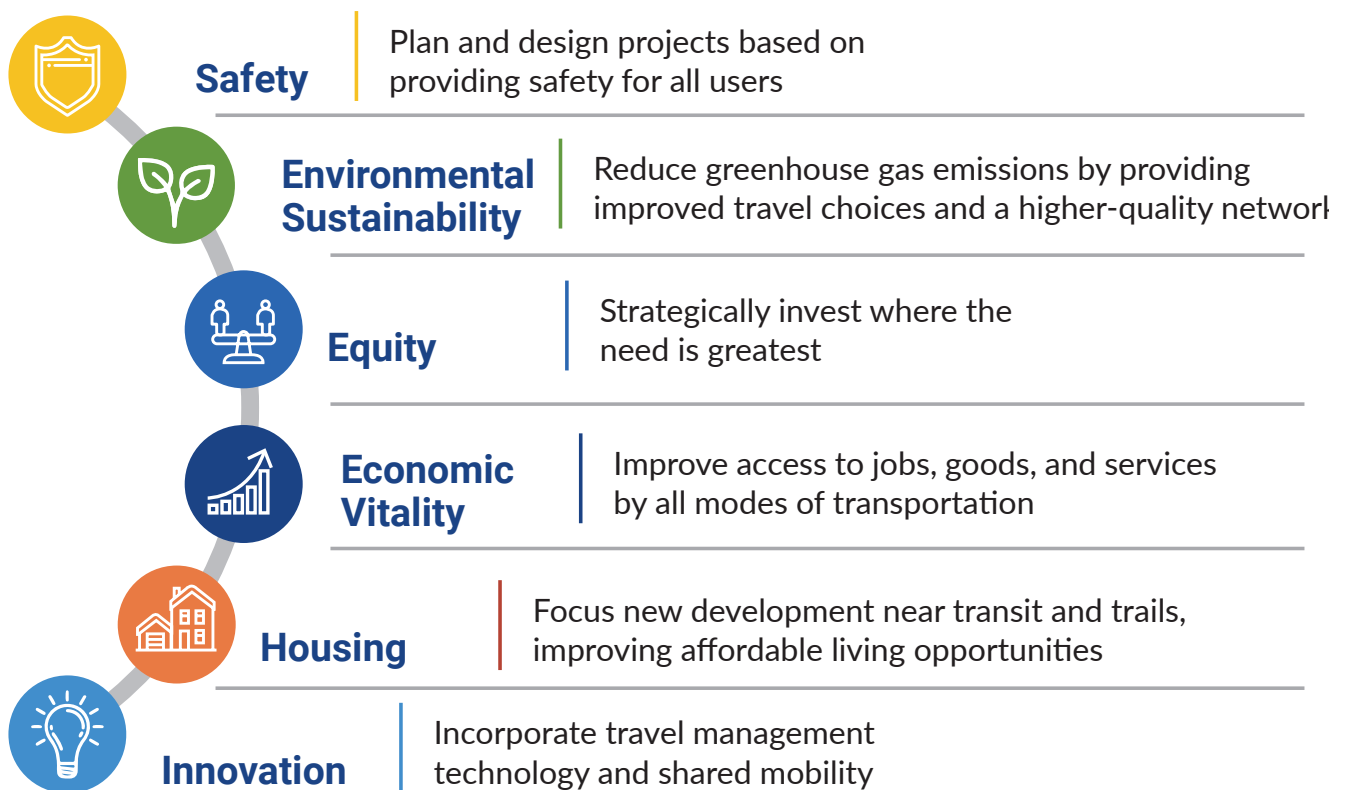 Safety
Plan and design projects based on
providing safety for all users
Environmental
Sustainability
Reduce greenhouse gas emissions by providing
improved travel choices and a higher-quality network
Equity
Strategically invest where the
need is greatest
Economic
Vitality
Improve access to jobs, goods, and services
by all modes of transportation
Housing
Focus new development near transit and trails,
improving affordable living opportunities
Innovation
Incorporate travel management
technology and shared mobility